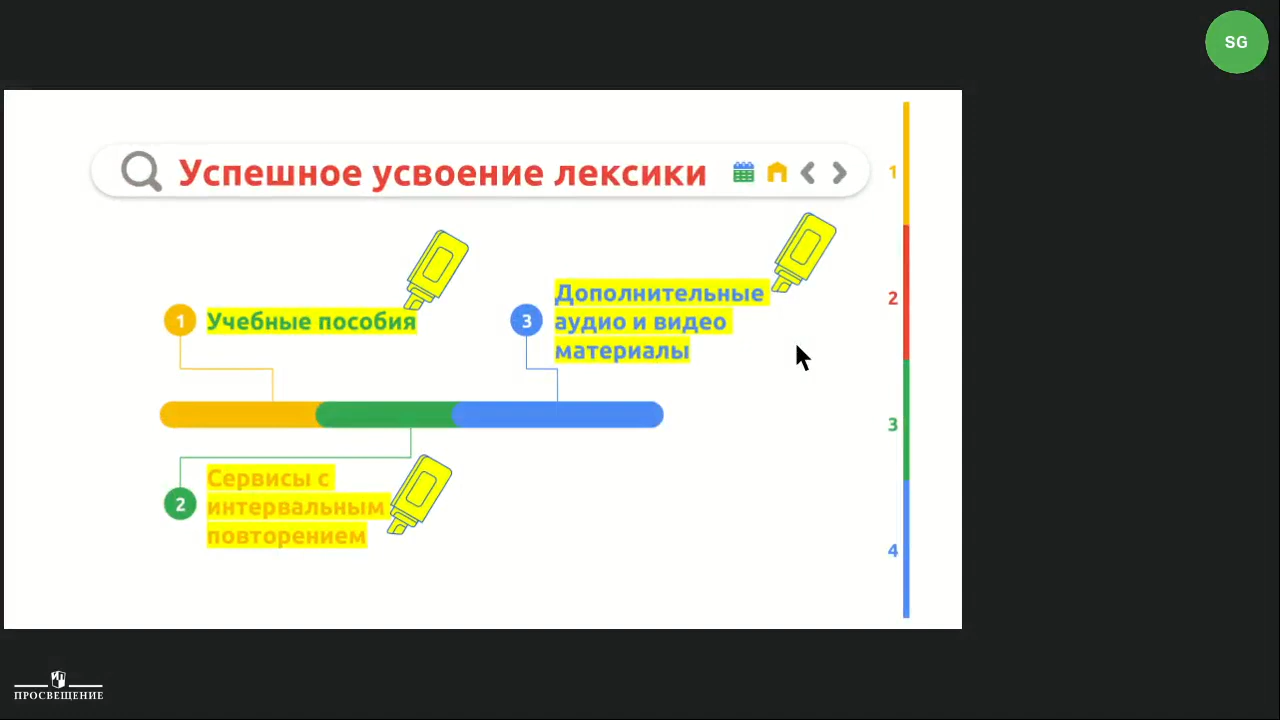 SG
Успешное усвоение лексики
1
Учебные пособия
3
Дополнительные
аудио и видео
материалы
2
Сервисы с
интервальным
повторением
1
2
3
4
ПРОСВЕЩЕНИЕ